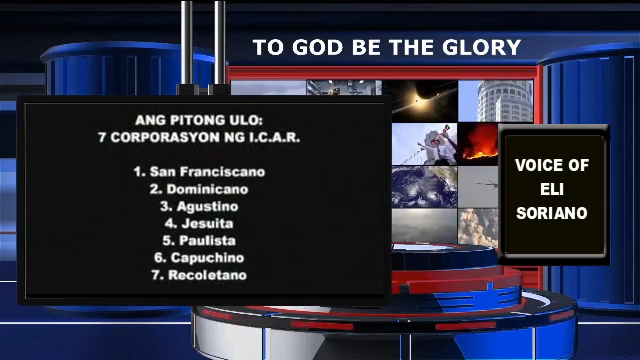 TO GOD BE THE GLORY
ANG PITONG ULO:
7 CORPORASYON NG I.C.A.R.
1. San Franciscano
2. Dominicano
3. Agustino
4. Jesuita
5. Paulista
6. Capuchino
7. Recoletano
VOICE OF
ELI
SORIANO